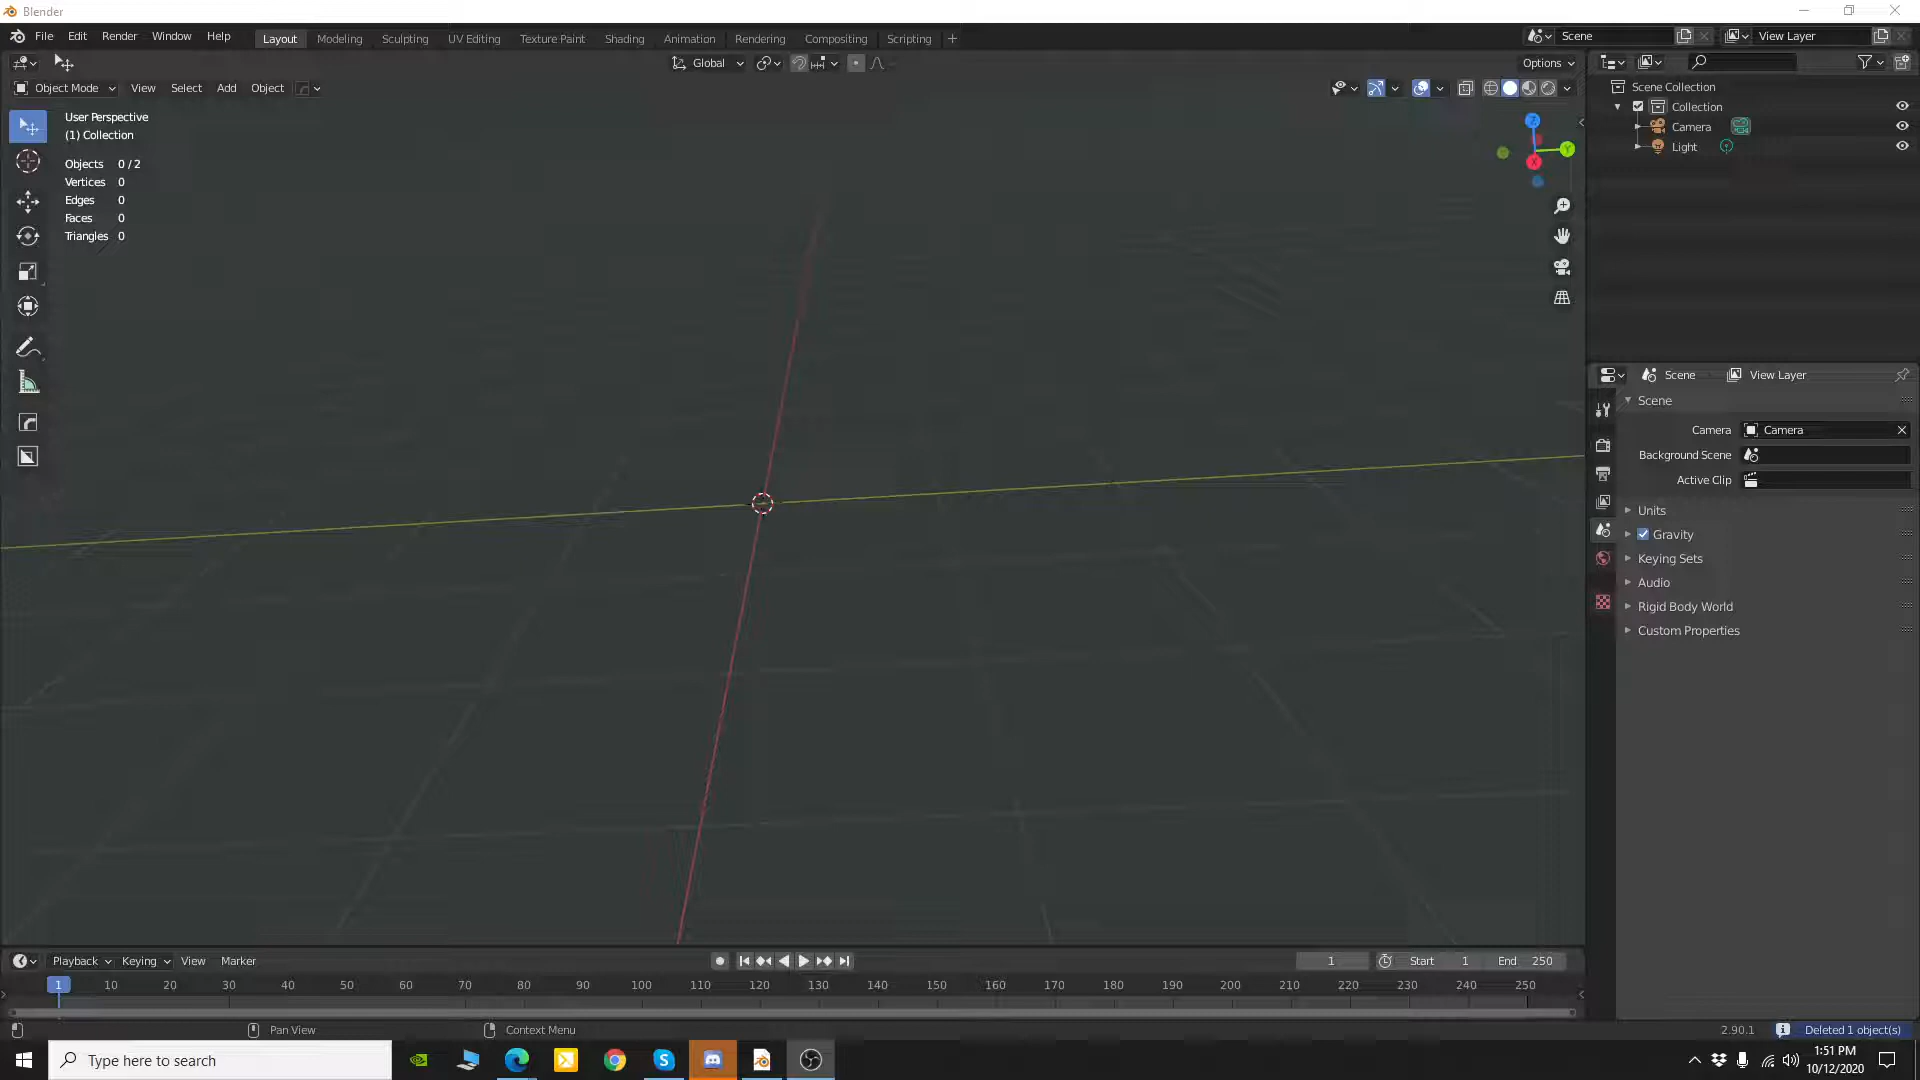 Blender
File Edit Render Window Help Layout Modeling Sculpting UV Editing Texture Paint Shading Animation Rendering Compositing Scripting + Scene View Layer
Global Options
Object Mode View Select Add Object
User Perspective
(1) Collection
Objects 0 / 2
Vertices 0
Edges 0
Faces 0
Triangles 0
Z
Y
X
Scene Collection
Collection
Camera
Light
Scene View Layer
Scene
Camera Camera
Background Scene
Active Clip
Units
Gravity
Keying Sets
Audio
Rigid Body World
Custom Properties
Playback Keying View Marker 1 Start 1 End 250
1 10 20 30 40 50 60 70 80 90 100 110 120 130 140 150 160 170 180 190 200 210 220 230 240 250
Pan View Context Menu 2.90.1 Deleted 1 object(s)
Type here to search
1:51 PM
10/12/2020